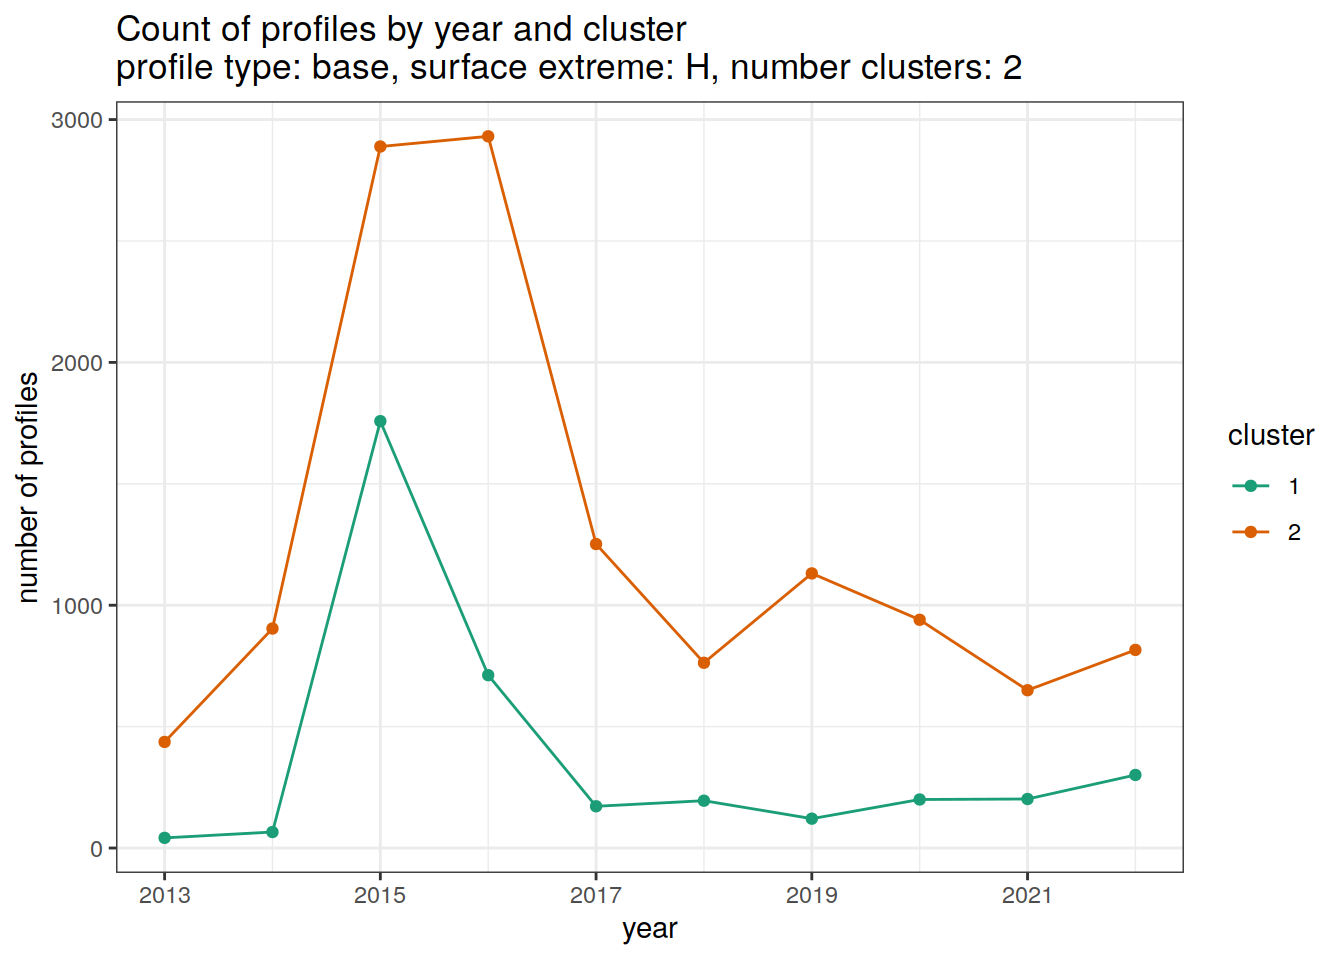 Count of profiles by year and cluster
profile type: base, surface extreme: H, number clusters: 2
3000
2000
1000
0
number of profiles
2013 2015 2017 2019 2021
year
cluster
1
2